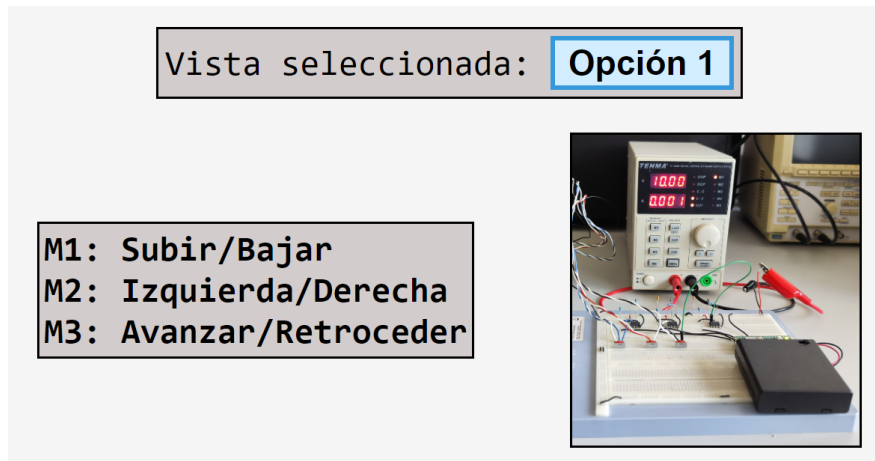 Vista seleccionada: Opción 1
M1: Subir/Bajar
M2: Izquierda/Derecha
M3: Avanzar/Retroceder
TENMA
10.00
0.001